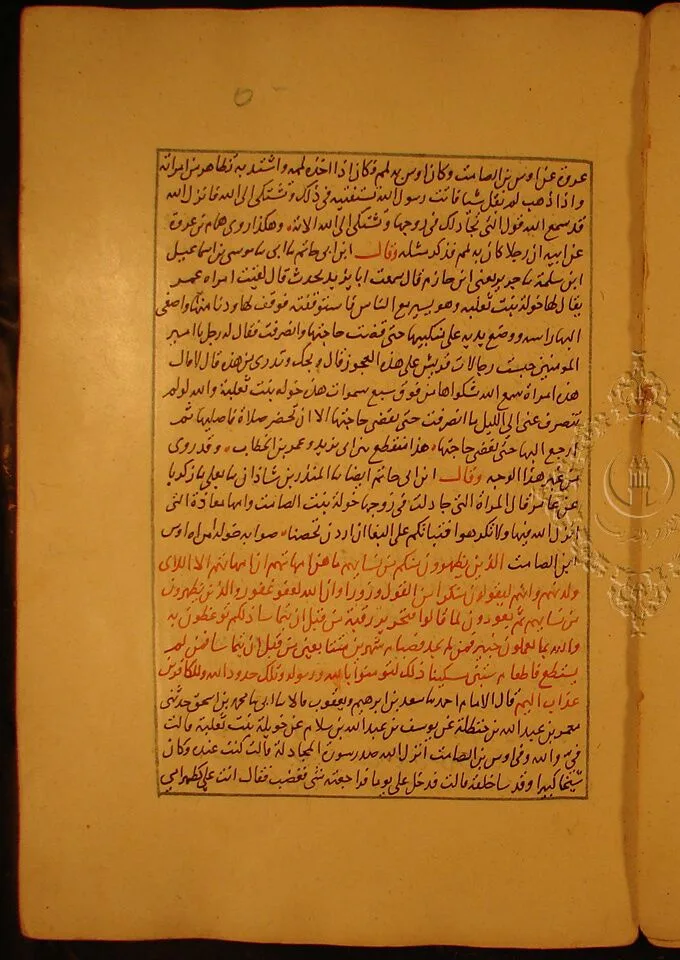 عروة عن اوس بن الصامت وكان اوس به لمم فكان اذا اخذه لممه واشتد به تظاهر من امراته
واذا ذهب لم يقل شيا فاتت رسول الله تستفتيه في ذلك وتشتكي الى الله فانزل الله
قد سمع الله قول التي تجادلك في زوجها وتشتكي الى الله الاية وهكذا روى هشام بن عروة
عن ابيه ان رجلا كان به لمم فذكر مثله وقال ابن ابي حاتم ثنا ابي ثنا موسى بن اسماعيل
ابن سلمة ثنا جرير يعني ابن حازم قال سمعت ابا يزيد يحدث قال لقيت امراة عمر
يقال لها خولة بنت ثعلبة وهو يسير مع الناس فاستوقفته فوقف لها ودنا منها واصغى
اليها راسه ووضع يديه على منكبيها حتى قضت حاجتها وانصرفت فقال له رجل يا امير
المومنين حبست رجالات قريش على هذه العجوز قال ويحك وتدري من هذه قال لا قال
هذه امراة سمع الله شكواها من فوق سبع سموات هذه خولة بنت ثعلبة والله لو لم
تنصرف عني الى الليل ما انصرفت حتى تقضي حاجتها الا ان تحضر صلاة فاصليها ثم
ارجع اليها حتى تقضي حاجتها هذا منقطع بين ابي يزيد وعمر بن الخطاب وقد روى
من غير هذا الوجه وقال ابن ابي حاتم ايضا ثنا المنذر بن شاذان ثنا يعلى ثنا زكريا
عن عامر قال المراة التي جادلت في زوجها خولة بنت الصامت وامها معاذة التي
انزل الله فيها ولا تكرهوا فتياتكم على البغا ان اردن تحصنا صوابه خولة امراة اوس
ابن الصامت الذين يظهرون منكم من نسايهم ما هن امهاتهم ان امهاتهم الا اللاي
ولدنهم وانهم ليقولون منكرا من القول وزورا وان الله لعفو غفور والذين يظهرون
من نسايهم ثم يعودون لما قالوا فتحرير رقبة من قبل ان يتماسا ذلكم توعظون به
والله بما تعملون خبير فمن لم يجد فصيام شهرين متتابعين من قبل ان يتماسا فمن لم
يستطع فاطعام ستين مسكينا ذلك لتومنوا بالله ورسوله وتلك حدود الله وللكافرين
عذاب اليم قال الامام احمد ثنا سعد بن ابرهيم ويعقوب قالا ثنا ابي ثنا محمد بن اسحق حدثني
معمر بن عبد الله بن حنظلة عن يوسف بن عبد الله بن سلام عن خويلة بنت ثعلبة قالت
في والله وفي اوس بن الصامت انزل الله صدر سورة المجادلة قالت كنت عنده وكان
شيخا كبيرا وقد ساء خلقه قالت فدخل علي يوما فراجعته بشي فغضب فقال انت علي كظهر امي